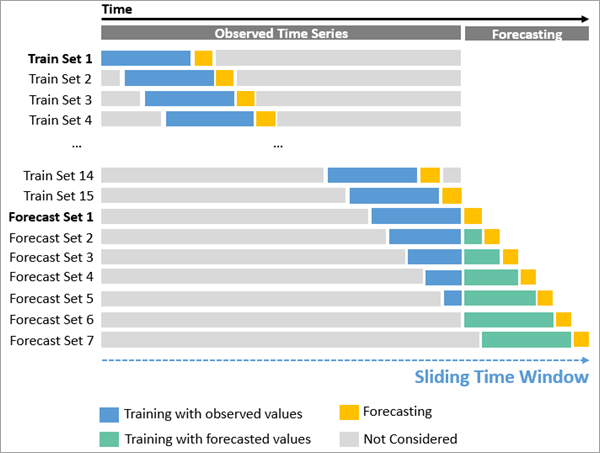 Time
Observed Time Series Forecasting
Train Set 1
Train Set 2
Train Set 3
Train Set 4
... ...
Train Set 14
Train Set 15
Forecast Set 1
Forecast Set 2
Forecast Set 3
Forecast Set 4
Forecast Set 5
Forecast Set 6
Forecast Set 7
Sliding Time Window
Training with observed values Forecasting
Training with forecasted values Not Considered